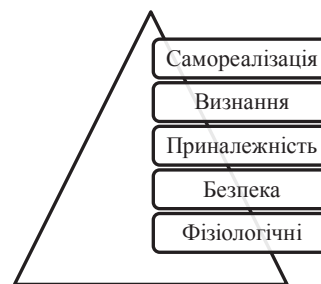 Самореалізація
Визнання
Приналежність
Безпека
Фізіологічні